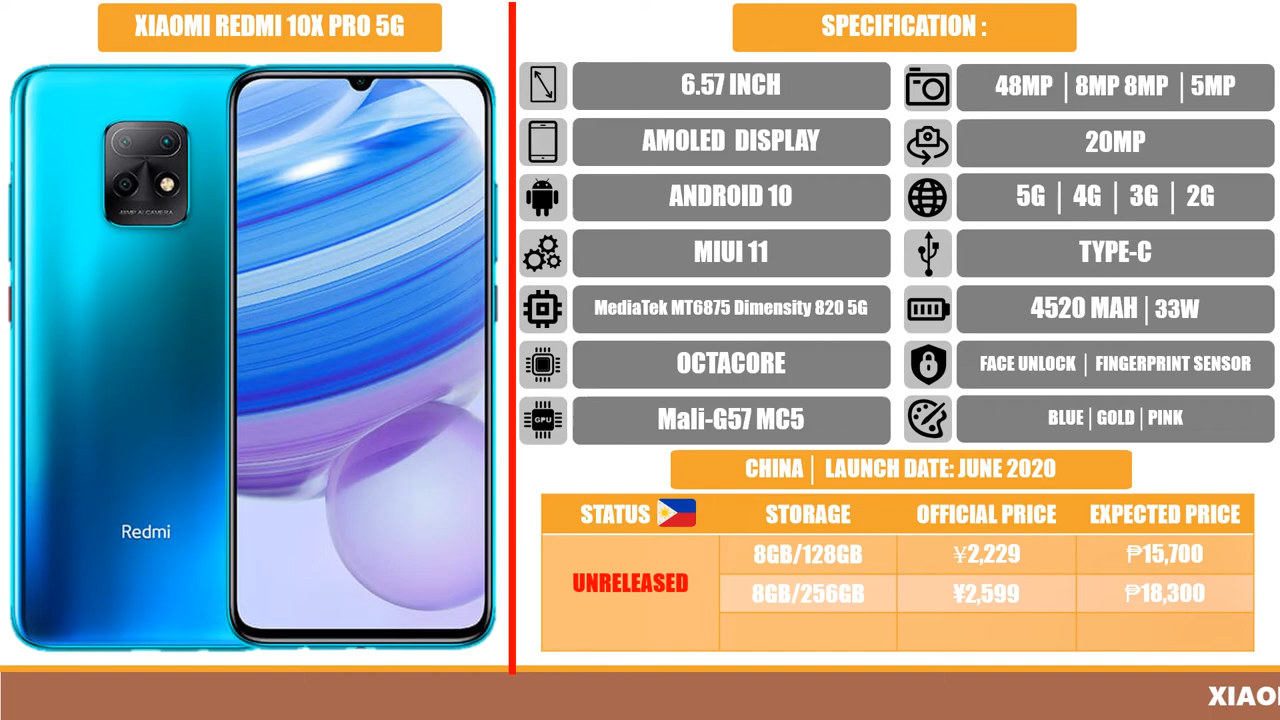 XIAOMI REDMI 10X PRO 5G
48MP AI CAMERA
Redmi
SPECIFICATION :
6.57 INCH
AMOLED DISPLAY
ANDROID 10
MIUI 11
MediaTek MT6875 Dimensity 820 5G
OCTACORE
GPU
Mali-G57 MC5
48MP | 8MP 8MP | 5MP
20MP
5G | 4G | 3G | 2G
TYPE-C
4520 MAH | 33W
FACE UNLOCK | FINGERPRINT SENSOR
BLUE | GOLD | PINK
CHINA | LAUNCH DATE: JUNE 2020
STATUS STORAGE OFFICIAL PRICE EXPECTED PRICE
UNRELEASED
8GB/128GB ¥2,229 ₱15,700
8GB/256GB ¥2,599 ₱18,300
XIAO